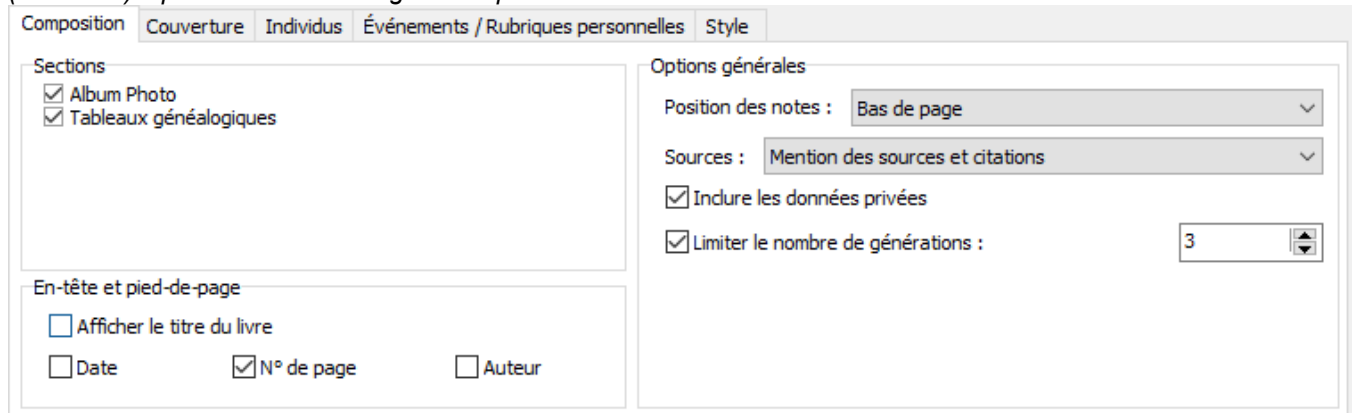 Composition Couverture Individus Événements / Rubriques personnelles Style
Sections
Album Photo
Tableaux généalogiques
Options générales
Position des notes : Bas de page
Sources : Mention des sources et citations
Inclure les données privées
Limiter le nombre de générations : 3
En-tête et pied-de-page
Afficher le titre du livre
Date N° de page Auteur